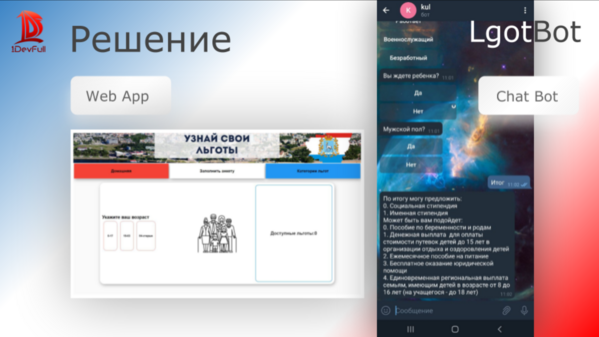 1DevFull
Решение
LgotBot
Web App
Chat Bot
УЗНАЙ СВОИ
ЛЬГОТЫ
Домашняя
Заполнить анкету
Категории льгот
Укажите ваш возраст
Доступные льготы:0
kul
бот
Военнослужащий
Безработный
Вы ждете ребенка?
Да
Нет
Мужской пол?
Да
Нет
Итог
По итогу могу предложить:
0. Социальная стипендия
1. Именная стипендия
Может быть вам подойдет:
0. Пособие по беременности и родам
1. Денежная выплата для оплаты
стоимости путевок детей до 15 лет в
организации отдыха и оздоровления детей
2. Ежемесячное пособие на питание
3. Бесплатное оказание юридической
помощи
4. Единовременная региональная выплата
семьям, имеющим детей в возрасте от 8 до
16 лет (на учащегося - до 18 лет)
Сообщение